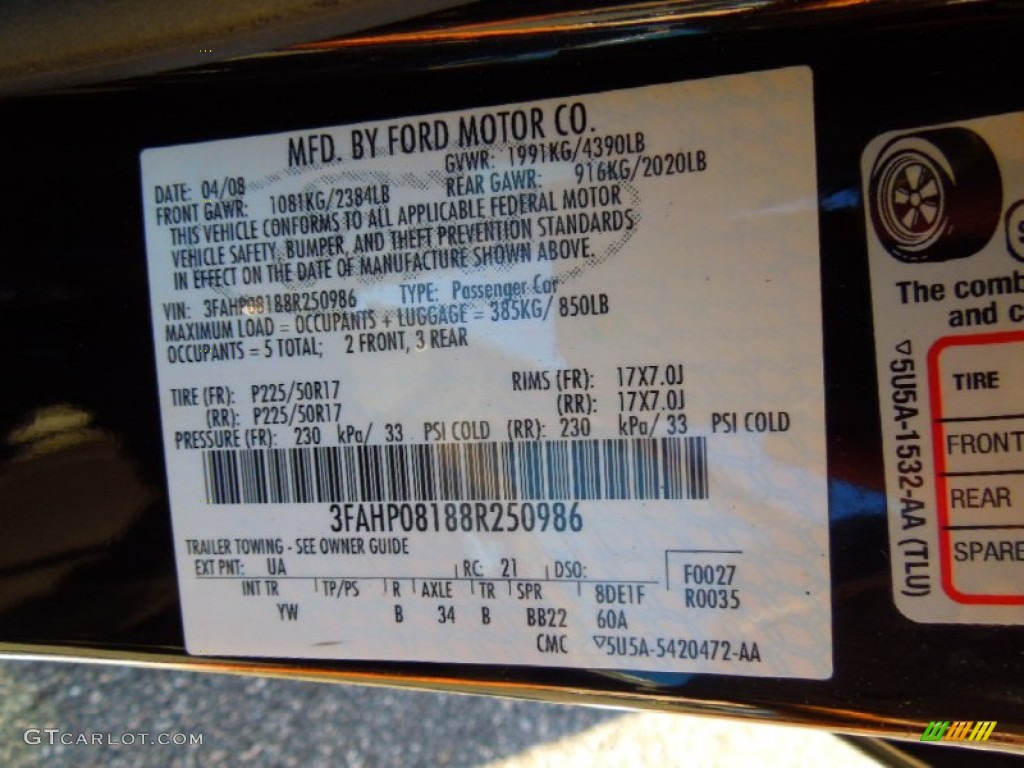 MFD. BY FORD MOTOR CO.
DATE: 04/08 GVWR: 1991KG/4390LB
FRONT GAWR: 1081KG/2384LB REAR GAWR: 916KG/2020LB
THIS VEHICLE CONFORMS TO ALL APPLICABLE FEDERAL MOTOR
VEHICLE SAFETY, BUMPER, AND THEFT PREVENTION STANDARDS
IN EFFECT ON THE DATE OF MANUFACTURE SHOWN ABOVE.
VIN: 3FAHP08188R250986 TYPE: Passenger Car
MAXIMUM LOAD = OCCUPANTS + LUGGAGE = 385KG/ 850LB
OCCUPANTS = 5 TOTAL; 2 FRONT, 3 REAR
TIRE (FR): P225/50R17 RIMS (FR): 17X7.0J
(RR): P225/50R17 (RR): 17X7.0J
PRESSURE (FR): 230 kPa/ 33 PSI COLD (RR): 230 kPa/ 33 PSI COLD
3FAHP08188R250986
TRAILER TOWING - SEE OWNER GUIDE
EXT PNT: UA RC: 21 DSO: F0027
INT TR TP/PS R AXLE TR SPR 8DE1F R0035
YW B 34 B BB22 60A
CMC ▽5U5A-5420472-AA
The comb
and c
▽5U5A-1532-AA (TLU)
TIRE
FRONT
REAR
SPARE
GTCARLOT.COM